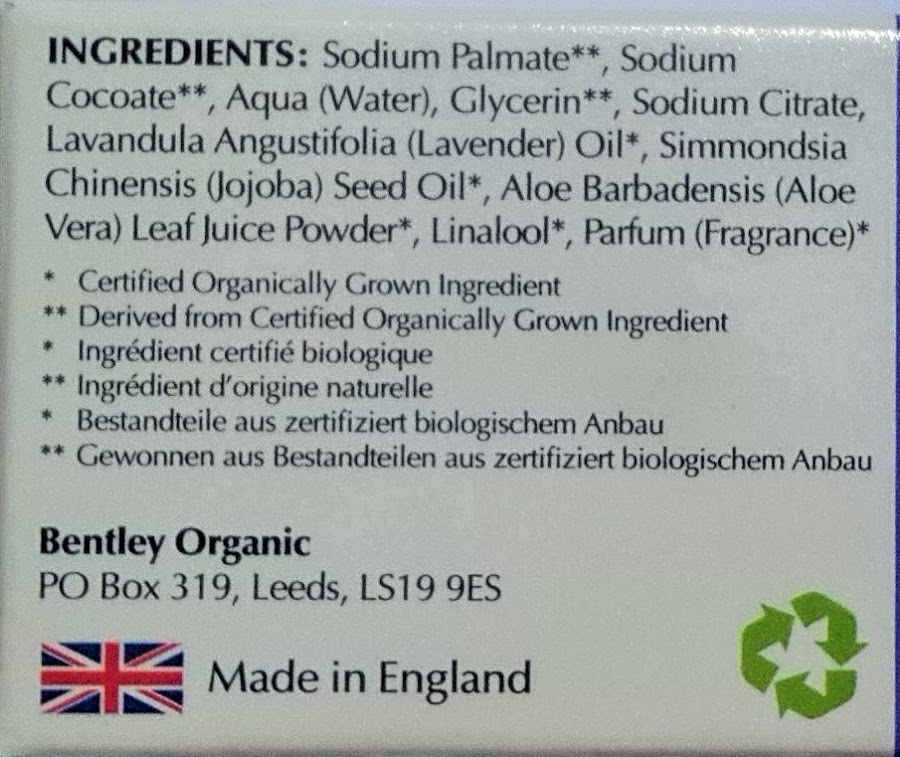 INGREDIENTS: Sodium Palmate**, Sodium
Cocoate**, Aqua (Water), Glycerin**, Sodium Citrate,
Lavandula Angustifolia (Lavender) Oil*, Simmondsia
Chinensis (Jojoba) Seed Oil*, Aloe Barbadensis (Aloe
Vera) Leaf Juice Powder*, Linalool*, Parfum (Fragrance)*
* Certified Organically Grown Ingredient
** Derived from Certified Organically Grown Ingredient
* Ingrédient certifié biologique
** Ingrédient d'origine naturelle
* Bestandteile aus zertifiziert biologischem Anbau
** Gewonnen aus Bestandteilen aus zertifiziert biologischem Anbau
Bentley Organic
PO Box 319, Leeds, LS19 9ES
Made in England